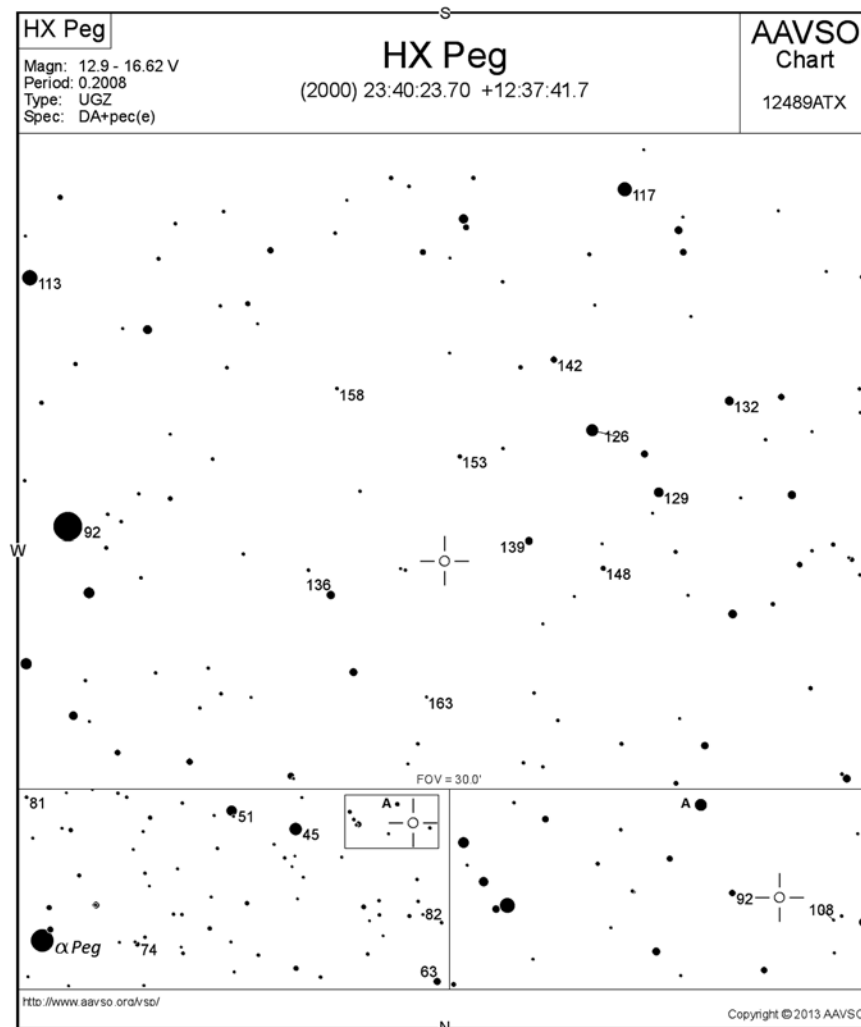 S
HX Peg
Magn: 12.9 - 16.62 V
Period: 0.2008
Type: UGZ
Spec: DA+pec(e)
HX Peg
(2000) 23:40:23.70 +12:37:41.7
AAVSO
Chart
12489ATX
117
113
142
158
132
126
153
129
92
139
W
148
136
163
FOV = 30.0'
81
A
A
51
45
92
108
82
α Peg
74
63
http://www.aavso.org/vsp/
Copyright © 2013 AAVSO
N